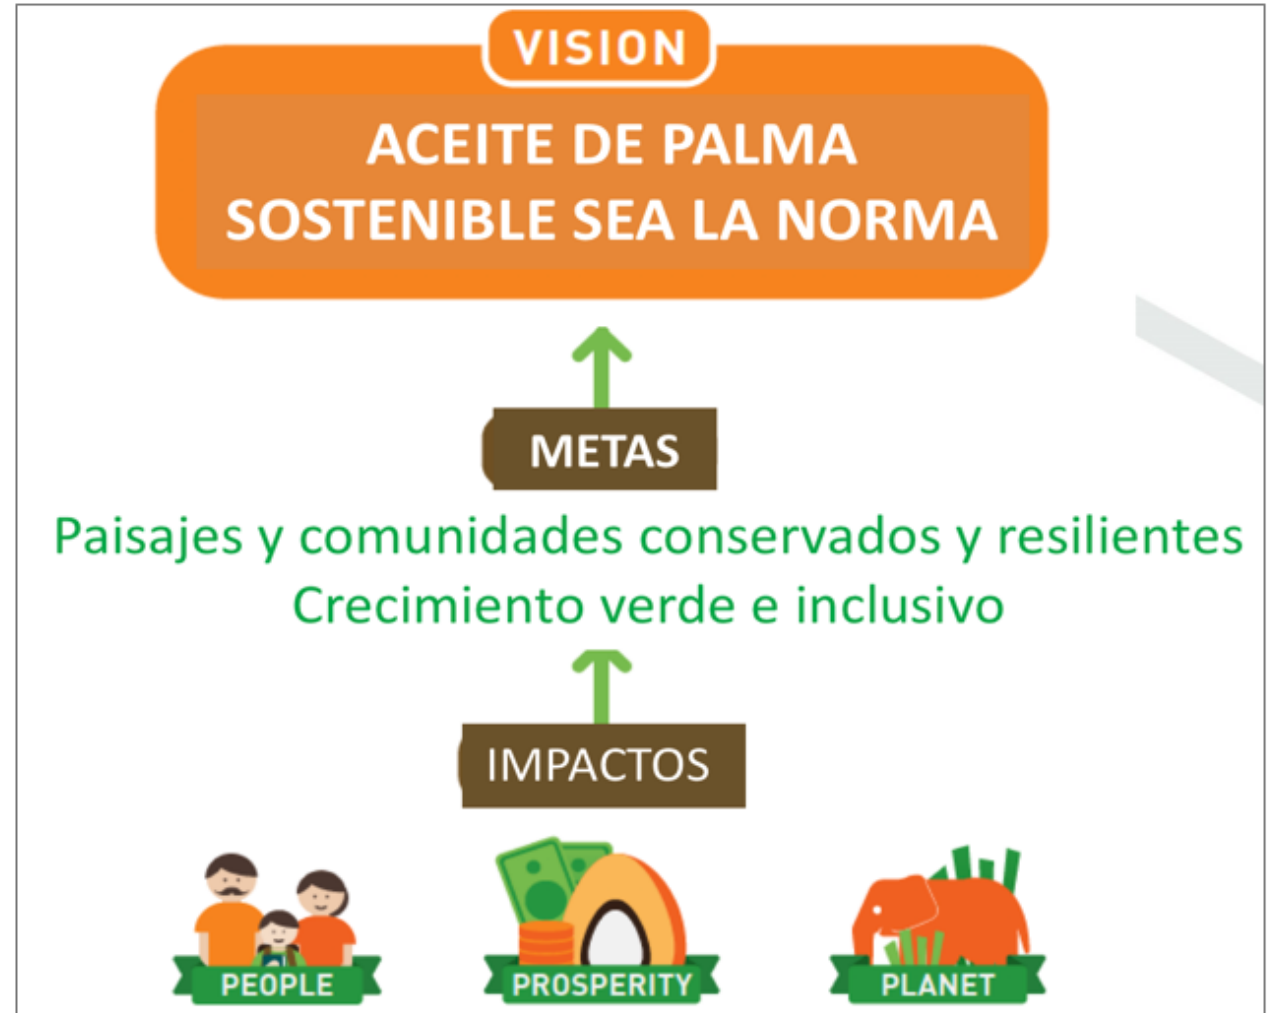 VISION
ACEITE DE PALMA
SOSTENIBLE SEA LA NORMA
METAS
Paisajes y comunidades conservados y resilientes
Crecimiento verde e inclusivo
IMPACTOS
PEOPLE
PROSPERITY
PLANET